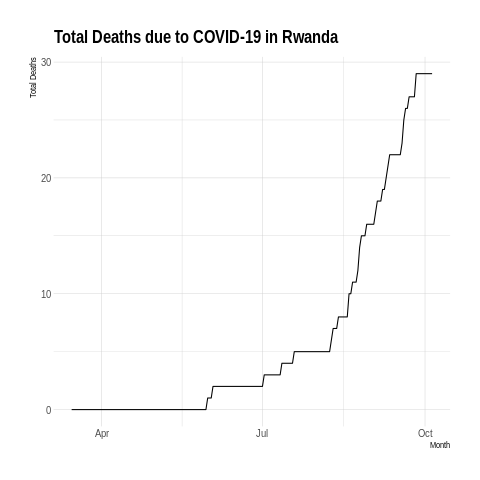 Total Deaths due to COVID-19 in Rwanda
Total Deaths
30
20
10
0
Apr
Jul
Oct
Month